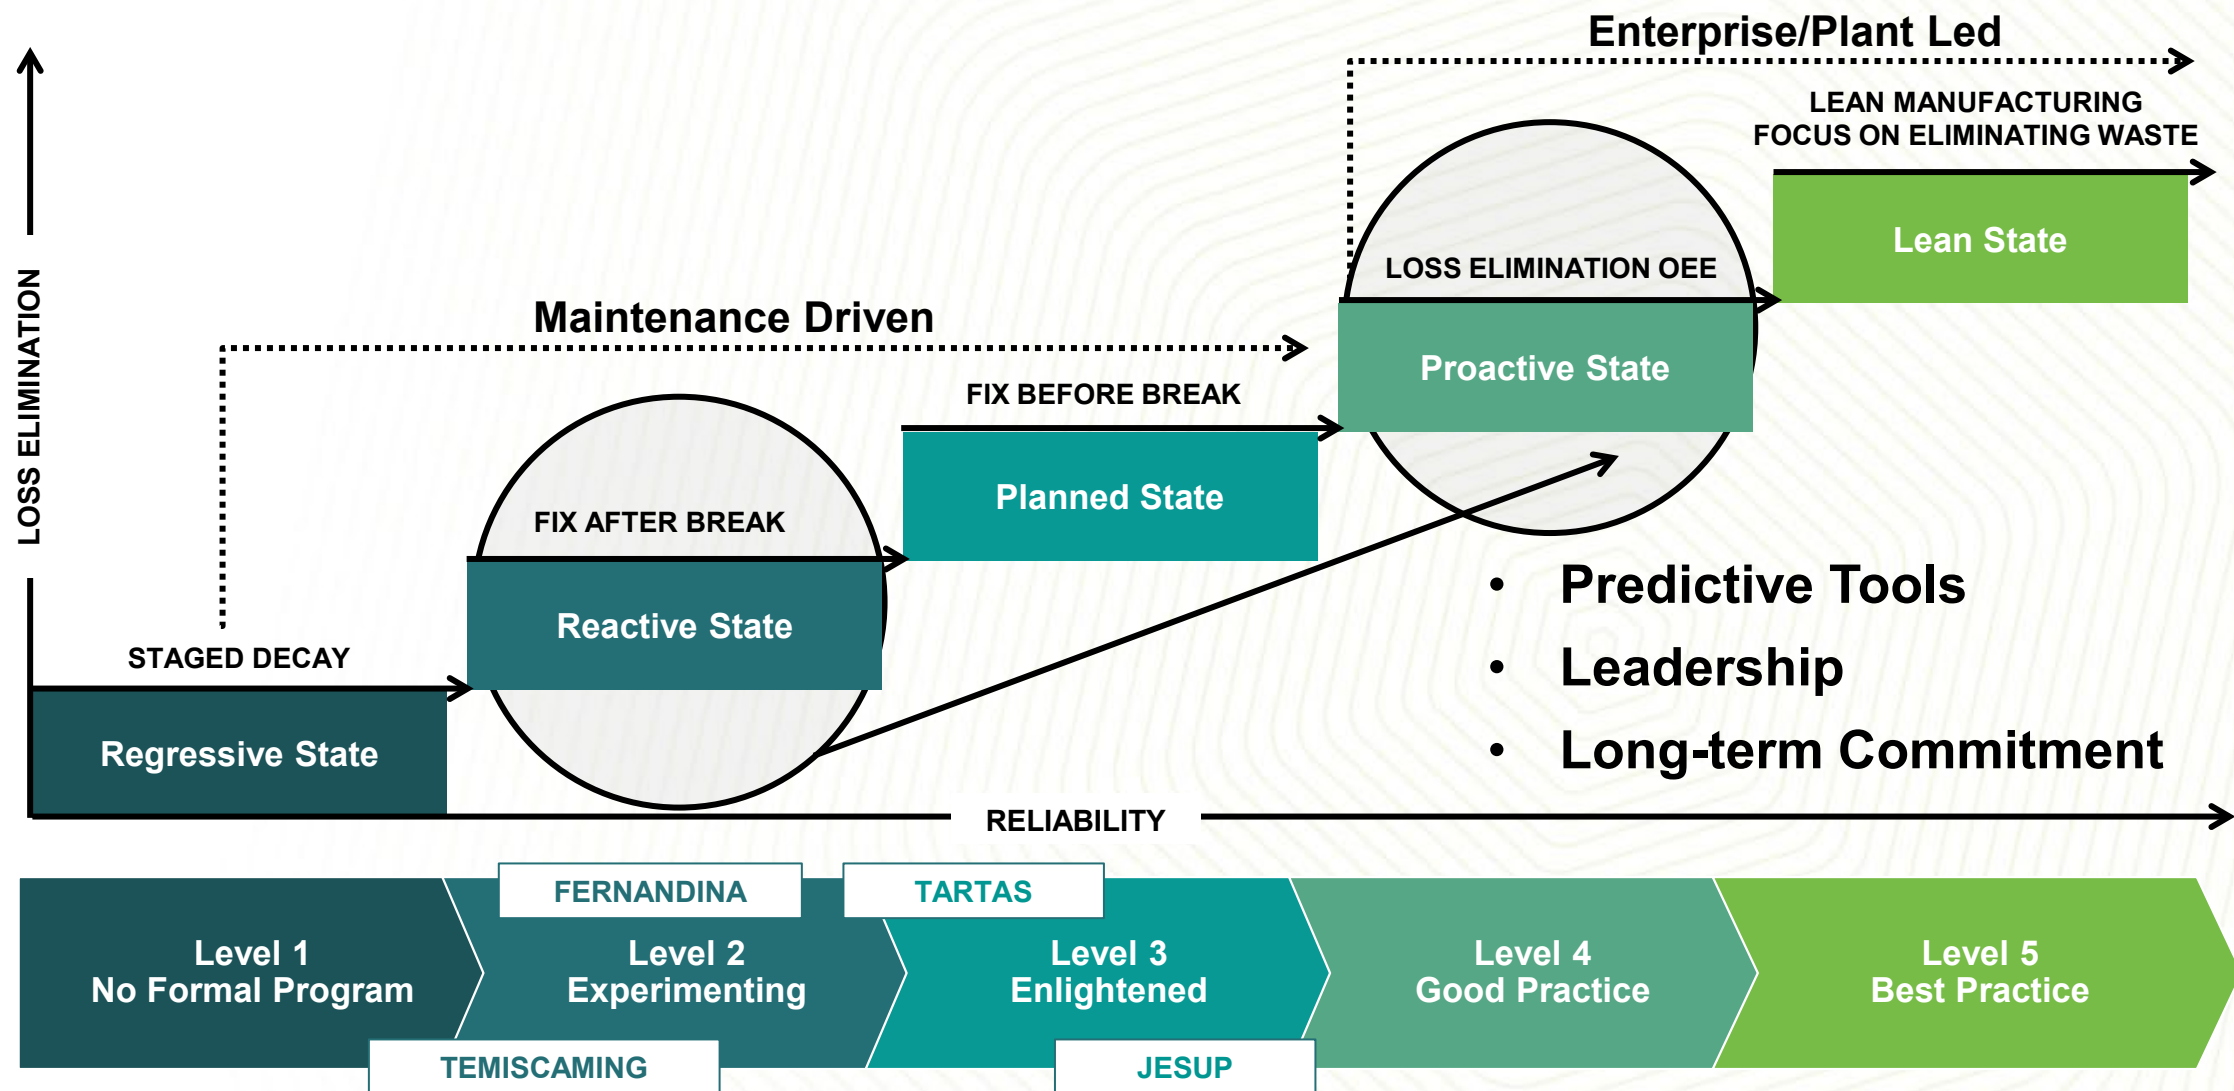 Enterprise/Plant Led
LEAN MANUFACTURING
FOCUS ON ELIMINATING WASTE
Lean State
LOSS ELIMINATION OEE
Proactive State
Maintenance Driven
FIX BEFORE BREAK
Planned State
FIX AFTER BREAK
Reactive State
STAGED DECAY
Regressive State
LOSS ELIMINATION
• Predictive Tools
• Leadership
• Long-term Commitment
RELIABILITY
FERNANDINA
TARTAS
Level 1
No Formal Program
Level 2
Experimenting
Level 3
Enlightened
Level 4
Good Practice
Level 5
Best Practice
TEMISCAMING
JESUP